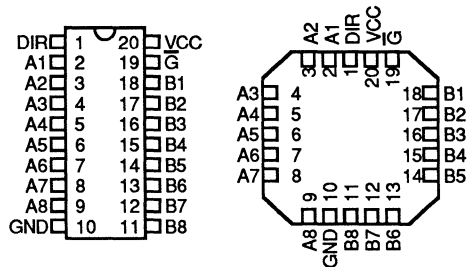 DIR 1 20 VCC
A1 2 19 G̅
A2 3 18 B1
A3 4 17 B2
A4 5 16 B3
A5 6 15 B4
A6 7 14 B5
A7 8 13 B6
A8 9 12 B7
GND 10 11 B8
A2 A1 DIR VCC G̅
3 2 1 20 19
A3 4 18 B1
A4 5 17 B2
A5 6 16 B3
A6 7 15 B4
A7 8 14 B5
9 10 11 12 13
A8 GND B8 B7 B6